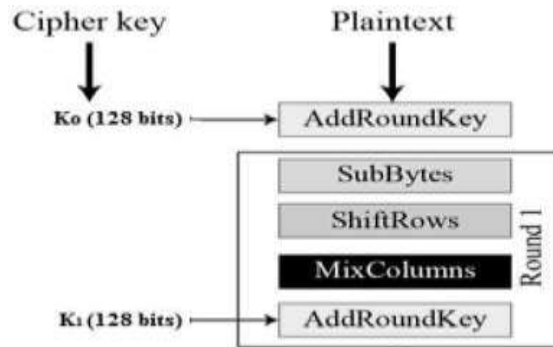 Cipher key Plaintext
K0 (128 bits) AddRoundKey
SubBytes
ShiftRows
MixColumns
Round 1
K1 (128 bits) AddRoundKey